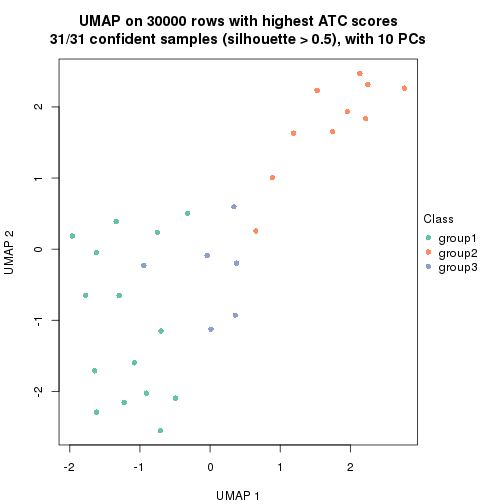 UMAP on 30000 rows with highest ATC scores
31/31 confident samples (silhouette > 0.5), with 10 PCs
UMAP 2
2
1
0
-1
-2
-2
-1
0
1
2
UMAP 1
Class
group1
group2
group3